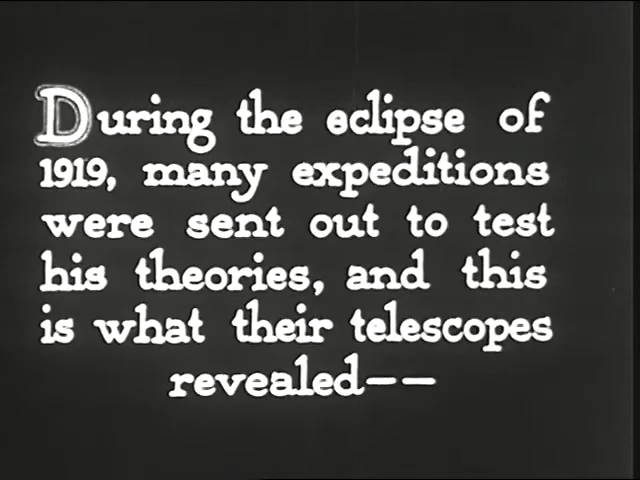 During the eclipse of
1919, many expeditions
were sent out to test
his theories, and this
is what their telescopes
revealed——